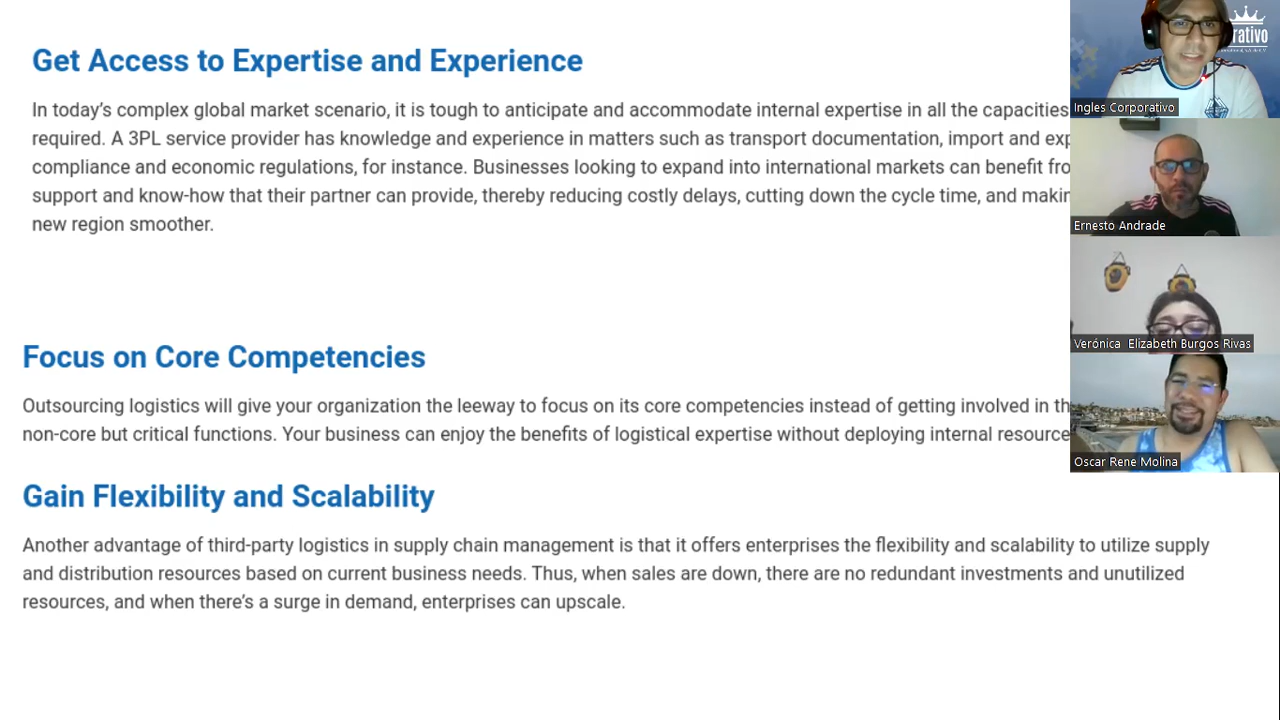 Get Access to Expertise and Experience
In today's complex global market scenario, it is tough to anticipate and accommodate internal expertise in all the capacities
required. A 3PL service provider has knowledge and experience in matters such as transport documentation, import and
compliance and economic regulations, for instance. Businesses looking to expand into international markets can benefit
support and know-how that their partner can provide, thereby reducing costly delays, cutting down the cycle time, and
new region smoother.
Focus on Core Competencies
Outsourcing logistics will give your organization the leeway to focus on its core competencies instead of getting involved in
non-core but critical functions. Your business can enjoy the benefits of logistical expertise without deploying internal
Gain Flexibility and Scalability
Another advantage of third-party logistics in supply chain management is that it offers enterprises the flexibility and scalability to utilize supply
and distribution resources based on current business needs. Thus, when sales are down, there are no redundant investments and unutilized
resources, and when there's a surge in demand, enterprises can upscale.
Ingles Corporativo
Ernesto Andrade
Verónica Elizabeth Burgos Rivas
Oscar Rene Molina